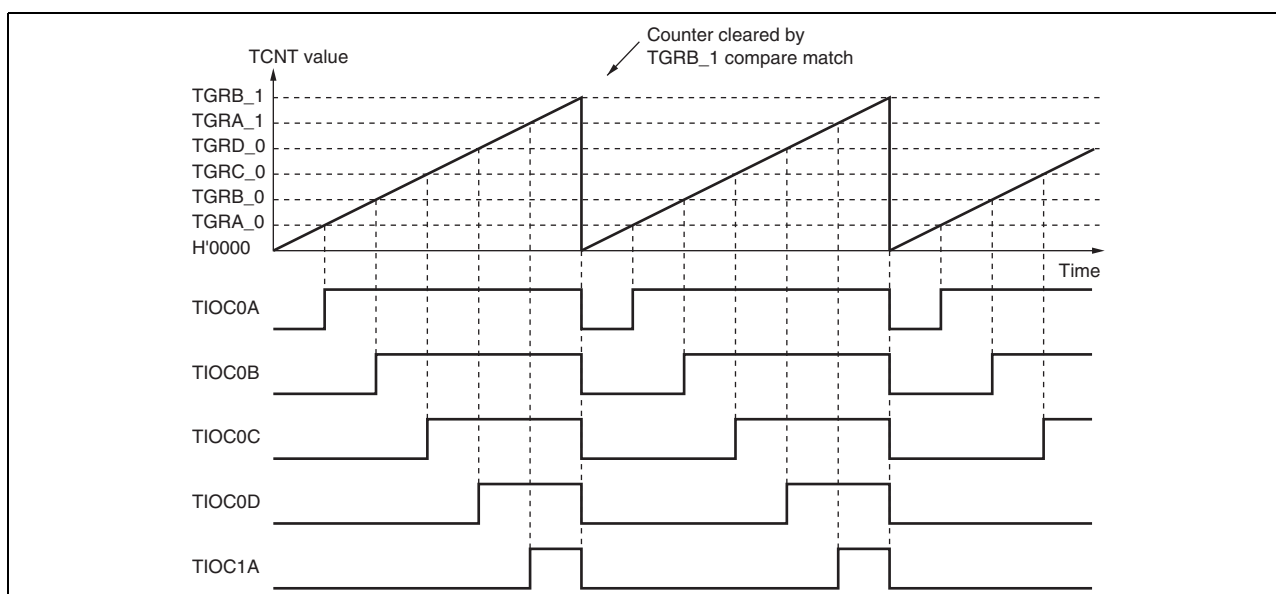 Counter cleared by
TGRB_1 compare match
TCNT value
TGRB_1
TGRA_1
TGRD_0
TGRC_0
TGRB_0
TGRA_0
H'0000
Time
TIOC0A
TIOC0B
TIOC0C
TIOC0D
TIOC1A